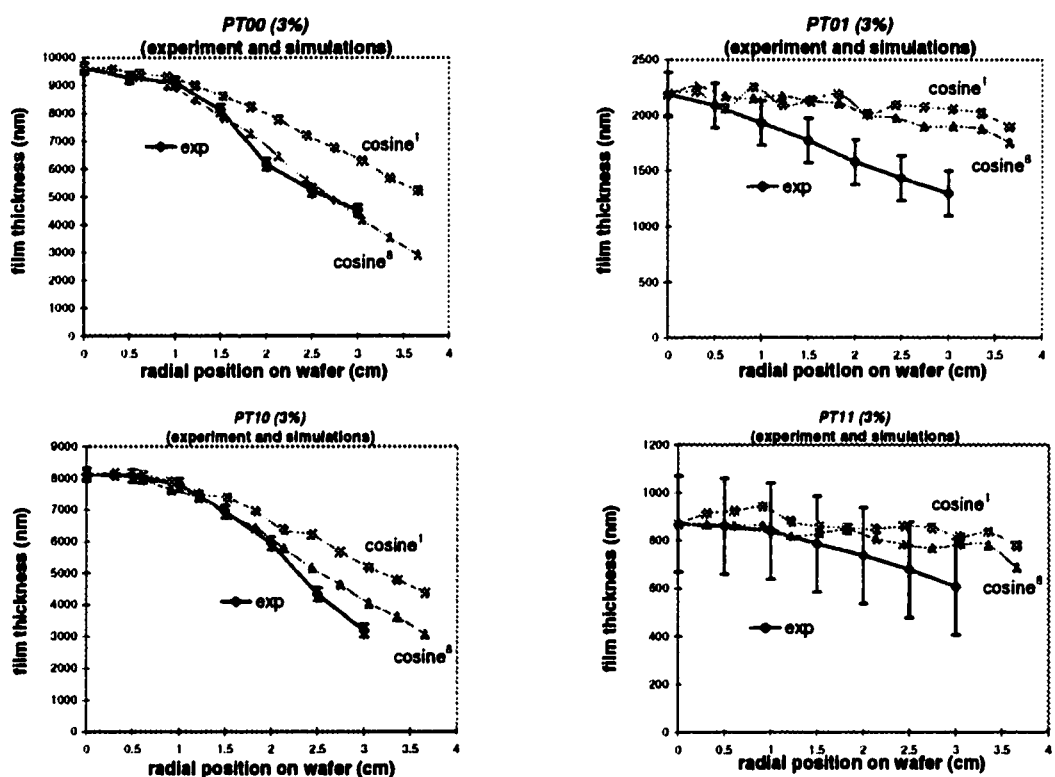 PT00 (3%)
(experiment and simulations)
10000
9000
8000
7000
6000
5000
4000
3000
2000
1000
0
film thickness (nm)
exp
cosine¹
cosine⁸
0 0.5 1 1.5 2 2.5 3 3.5 4
radial position on wafer (cm)
PT01 (3%)
(experiment and simulations)
2500
2000
1500
1000
500
0
film thickness (nm)
cosine¹
cosine⁸
exp
0 0.5 1 1.5 2 2.5 3 3.5 4
radial position on wafer (cm)
PT10 (3%)
(experiment and simulations)
9000
8000
7000
6000
5000
4000
3000
2000
1000
0
film thickness (nm)
cosine¹
exp
cosine⁸
0 0.5 1 1.5 2 2.5 3 3.5 4
radial position on wafer (cm)
PT11 (3%)
(experiment and simulations)
1200
1000
800
600
400
200
0
film thickness (nm)
cosine¹
cosine⁸
exp
0 0.5 1 1.5 2 2.5 3 3.5 4
radial position on wafer (cm)